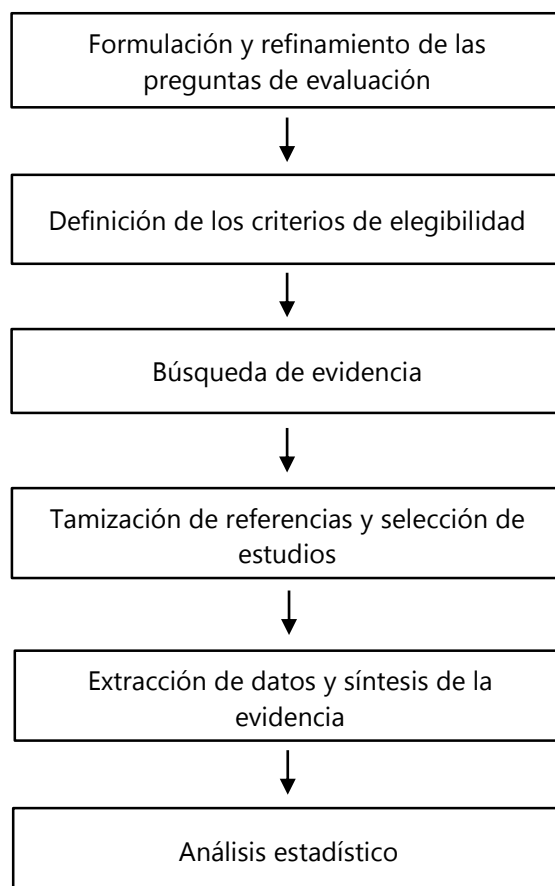 Formulación y refinamiento de las
preguntas de evaluación
Definición de los criterios de elegibilidad
Búsqueda de evidencia
Tamización de referencias y selección de
estudios
Extracción de datos y síntesis de la
evidencia
Análisis estadístico